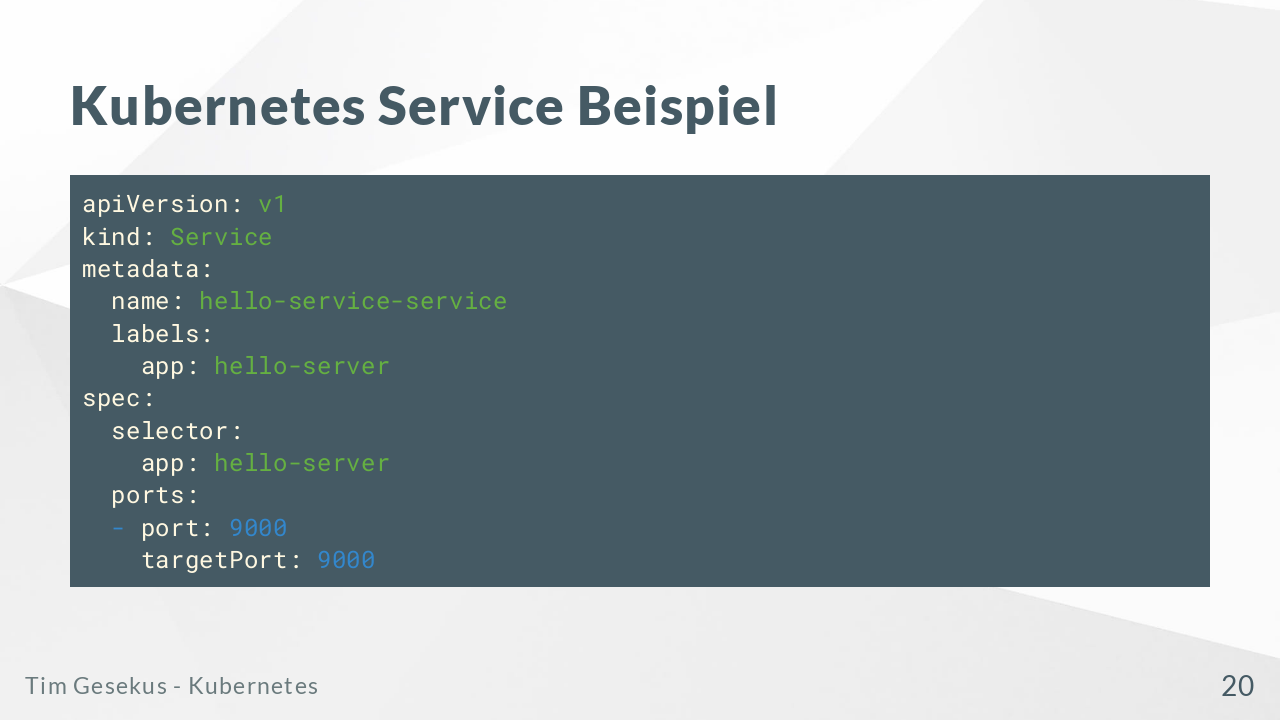 Kubernetes Service Beispiel
apiVersion: v1
kind: Service
metadata:
  name: hello-service-service
  labels:
    app: hello-server
spec:
  selector:
    app: hello-server
  ports:
  - port: 9000
    targetPort: 9000
Tim Gesekus - Kubernetes
20